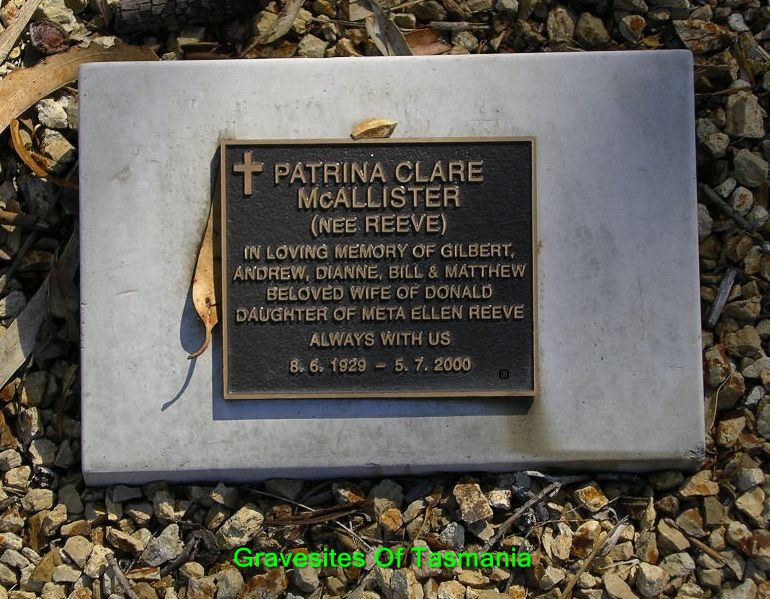 PATRINA CLARE
McALLISTER
(NEE REEVE)
IN LOVING MEMORY OF GILBERT,
ANDREW, DIANNE, BILL & MATTHEW
BELOVED WIFE OF DONALD
DAUGHTER OF META ELLEN REEVE
ALWAYS WITH US
8. 6. 1929 – 5. 7. 2000
Gravesites Of Tasmania